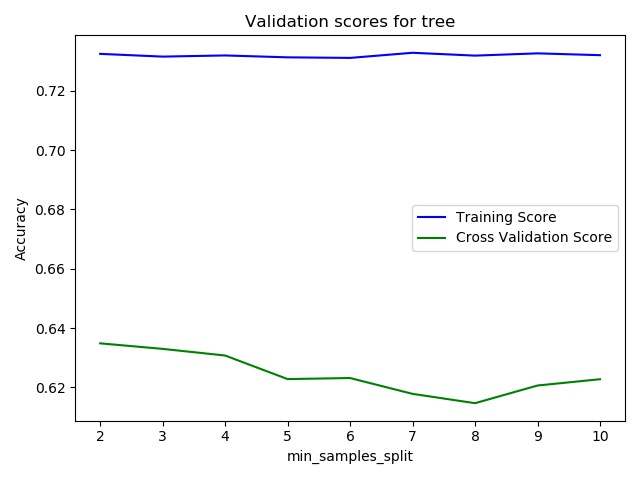 Validation scores for tree
Accuracy
0.72
0.70
0.68
0.66
0.64
0.62
Training Score
Cross Validation Score
2 3 4 5 6 7 8 9 10
min_samples_split